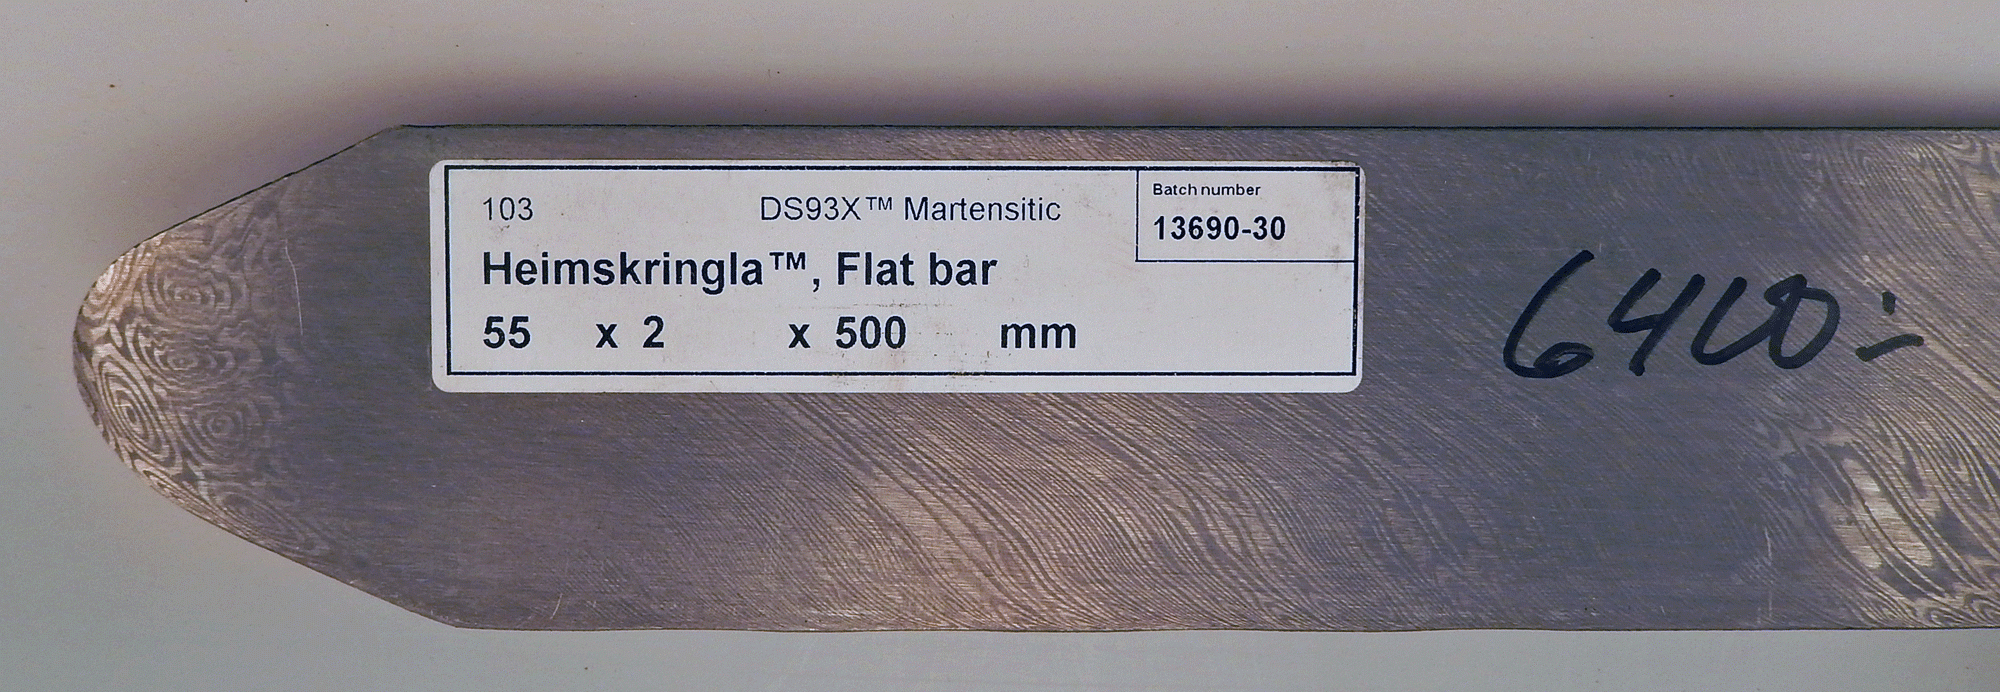 103 DS93X™ Martensitic
Batch number
13690-30
Heimskringla™, Flat bar
55 x 2 x 500 mm
6400:-